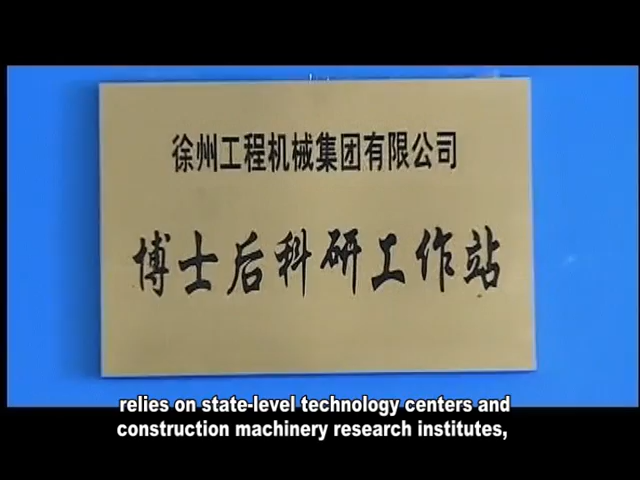 徐州工程机械集团有限公司
博士后科研工作站
relies on state-level technology centers and
construction machinery research institutes,